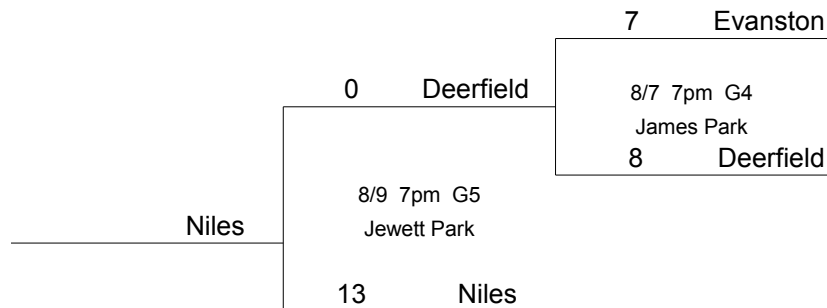 7 Evanston
0 Deerfield
8/7 7pm G4
James Park
8 Deerfield
8/9 7pm G5
Niles
Jewett Park
13 Niles